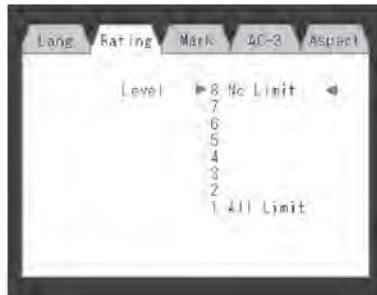 Lang Rating Mark AC-3 Aspect
Level ▶ 8 No Limit ◀
7
6
5
4
3
2
1 All Limit